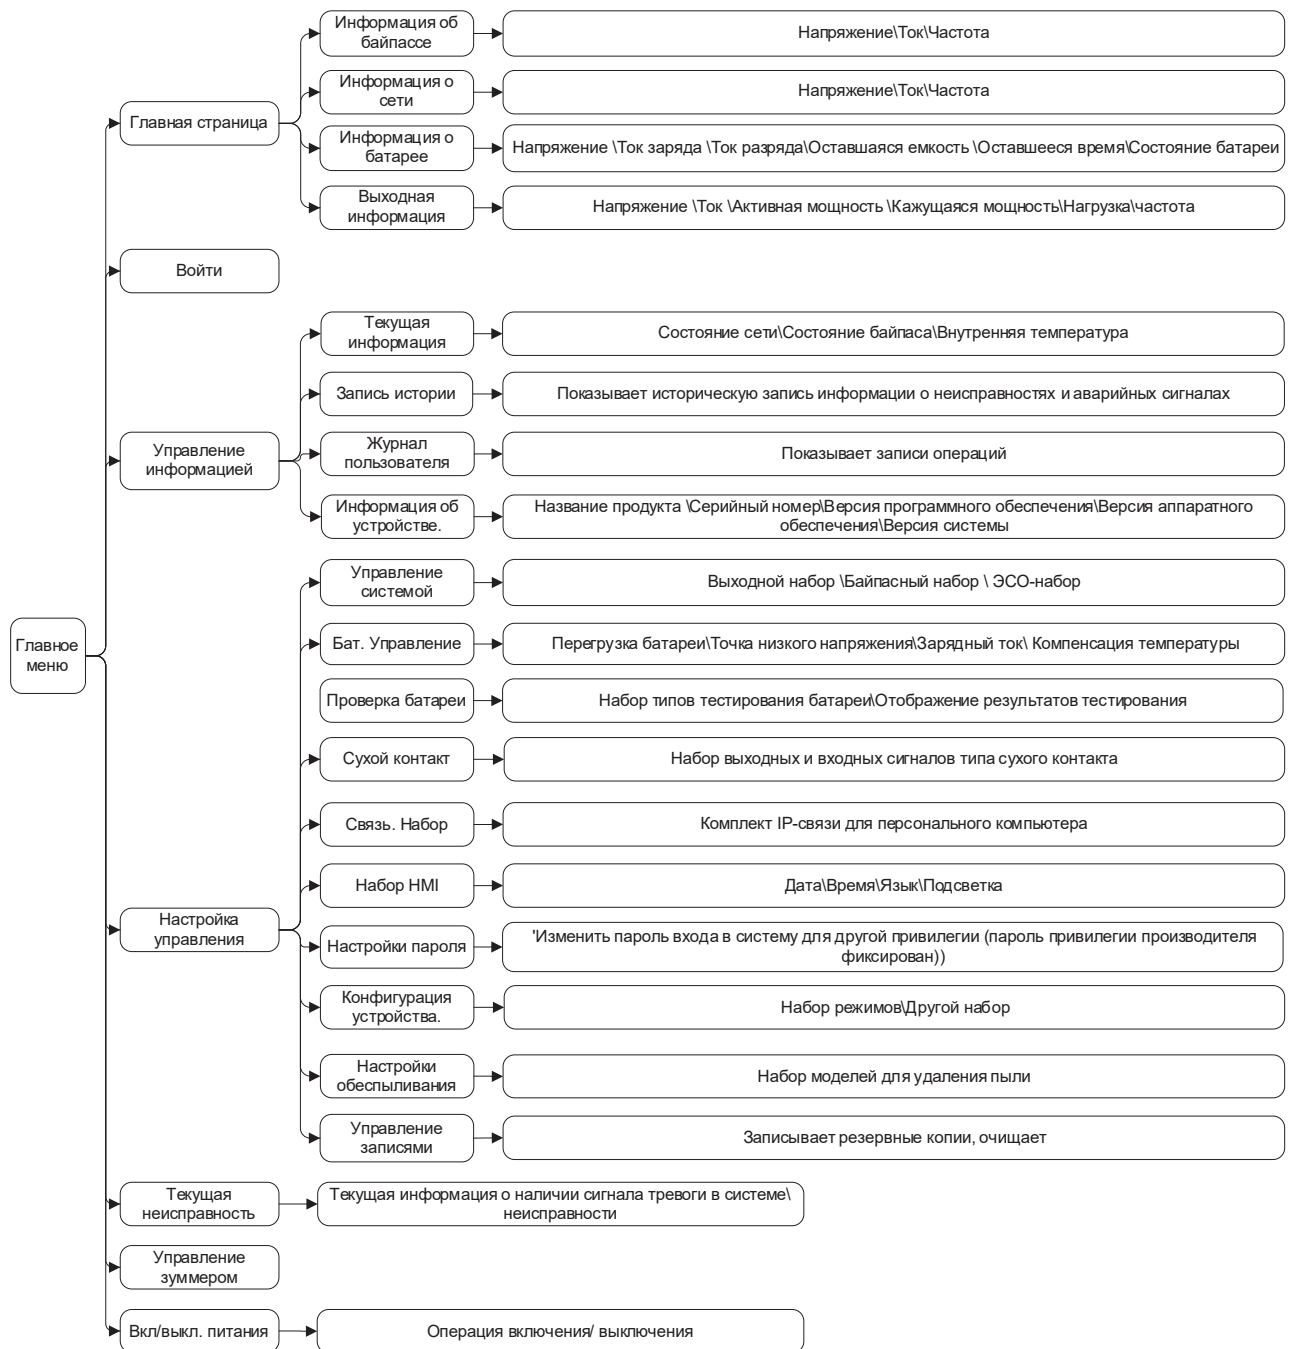 Информация об
байпассе
Напряжение\Ток\Частота
Информация о
сети
Напряжение\Ток\Частота
Главная страница
Информация о
батарее
Напряжение \Ток заряда \Ток разряда\Оставшаяся емкость \Оставшееся время\Состояние батареи
Выходная
информация
Напряжение \Ток \Активная мощность \Кажущаяся мощность\Нагрузка\частота
Войти
Текущая
информация
Состояние сети\Состояние байпаса\Внутренняя температура
Запись истории
Показывает историческую запись информации о неисправностях и аварийных сигналах
Управление
информацией
Журнал
пользователя
Показывает записи операций
Информация об
устройстве.
Название продукта \Серийный номер\Версия программного обеспечения\Версия аппаратного
обеспечения\Версия системы
Управление
системой
Выходной набор \Байпасный набор \ ЭСО-набор
Главное
меню
Бат. Управление
Перегрузка батареи\Точка низкого напряжения\Зарядный ток\ Компенсация температуры
Проверка батареи
Набор типов тестирования батареи\Отображение результатов тестирования
Сухой контакт
Набор выходных и входных сигналов типа сухого контакта
Связь. Набор
Комплект IP-связи для персонального компьютера
Набор HMI
Дата\Время\Язык\Подсветка
Настройка
управления
Настройки пароля
'Изменить пароль входа в систему для другой привилегии (пароль привилегии производителя
фиксирован))
Конфигурация
устройства.
Набор режимов\Другой набор
Настройки
обеспыливания
Набор моделей для удаления пыли
Управление
записями
Записывает резервные копии, очищает
Текущая
неисправность
Текущая информация о наличии сигнала тревоги в системе\
неисправности
Управление
зуммером
Вкл/выкл. питания
Операция включения/ выключения